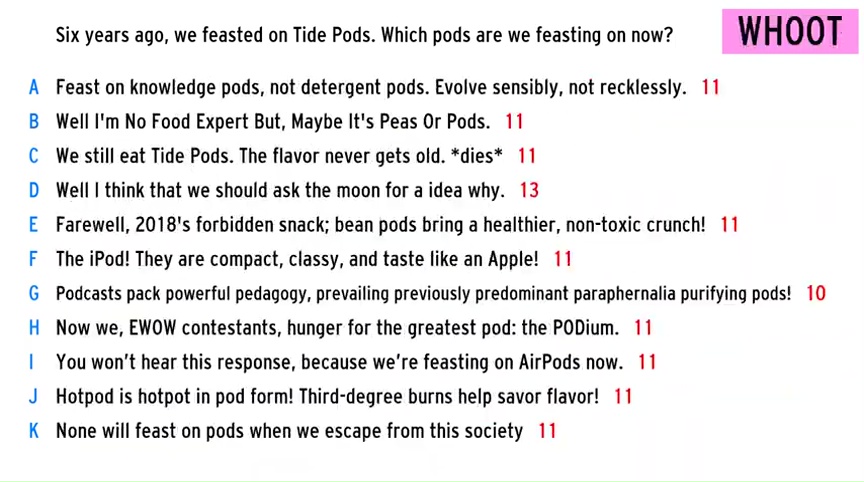 Six years ago, we feasted on Tide Pods. Which pods are we feasting on now?
WHOOT
A Feast on knowledge pods, not detergent pods. Evolve sensibly, not recklessly. 11
B Well I'm No Food Expert But, Maybe It's Peas Or Pods. 11
C We still eat Tide Pods. The flavor never gets old. *dies* 11
D Well I think that we should ask the moon for a idea why. 13
E Farewell, 2018's forbidden snack; bean pods bring a healthier, non-toxic crunch! 11
F The iPod! They are compact, classy, and taste like an Apple! 11
G Podcasts pack powerful pedagogy, prevailing previously predominant paraphernalia purifying pods! 10
H Now we, EWOW contestants, hunger for the greatest pod: the PODium. 11
I You won't hear this response, because we're feasting on AirPods now. 11
J Hotpod is hotpot in pod form! Third-degree burns help savor flavor! 11
K None will feast on pods when we escape from this society 11